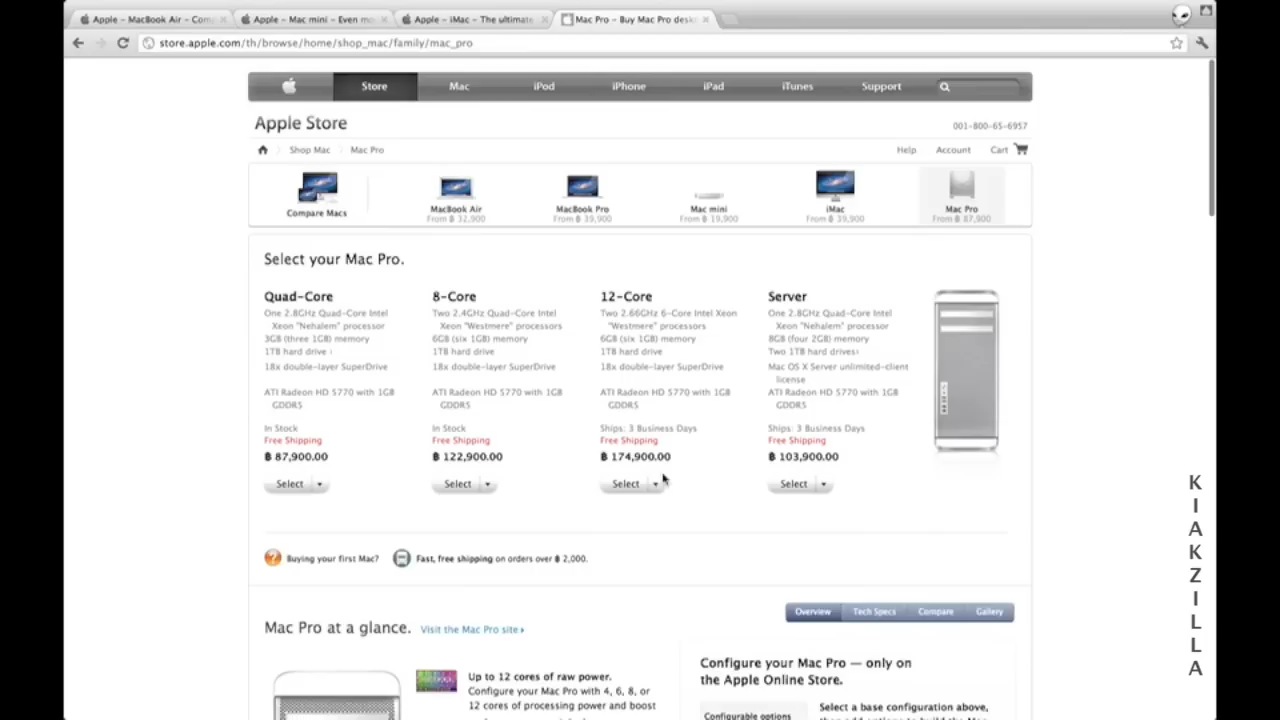 Apple – MacBook Air – Com
Apple – Mac mini – Even mo
Apple – iMac – The ultimate
Mac Pro – Buy Mac Pro desk
store.apple.com/th/browse/home/shop_mac/family/mac_pro
Store Mac iPod iPhone iPad iTunes Support
Apple Store
001-800-65-6957
Shop Mac Mac Pro Help Account Cart
Compare Macs
MacBook Air
From ฿ 32,900
MacBook Pro
From ฿ 39,900
Mac mini
From ฿ 19,900
iMac
From ฿ 39,900
Mac Pro
From ฿ 87,900
Select your Mac Pro.
Quad-Core
One 2.8GHz Quad-Core Intel
Xeon "Nehalem" processor
3GB (three 1GB) memory
1TB hard drive
18x double-layer SuperDrive
ATI Radeon HD 5770 with 1GB
GDDR5
In Stock
Free Shipping
฿ 87,900.00
Select
8-Core
Two 2.4GHz Quad-Core Intel
Xeon "Westmere" processors
6GB (six 1GB) memory
1TB hard drive
18x double-layer SuperDrive
ATI Radeon HD 5770 with 1GB
GDDR5
In Stock
Free Shipping
฿ 122,900.00
Select
12-Core
Two 2.66GHz 6-Core Intel Xeon
"Westmere" processors
6GB (six 1GB) memory
1TB hard drive
18x double-layer SuperDrive
ATI Radeon HD 5770 with 1GB
GDDR5
Ships: 3 Business Days
Free Shipping
฿ 174,900.00
Select
Server
One 2.8GHz Quad-Core Intel
Xeon "Nehalem" processor
8GB (four 2GB) memory
Two 1TB hard drives
Mac OS X Server unlimited-client
license
ATI Radeon HD 5770 with 1GB
GDDR5
Ships: 3 Business Days
Free Shipping
฿ 103,900.00
Select
Buying your first Mac? Fast, free shipping on orders over ฿ 2,000.
Overview Tech Specs Compare Gallery
Mac Pro at a glance. Visit the Mac Pro site
Up to 12 cores of raw power.
Configure your Mac Pro with 4, 6, 8, or
12 cores of processing power and boost
Configure your Mac Pro — only on
the Apple Online Store.
Configurable options
Select a base configuration above,
KIAKZILLA